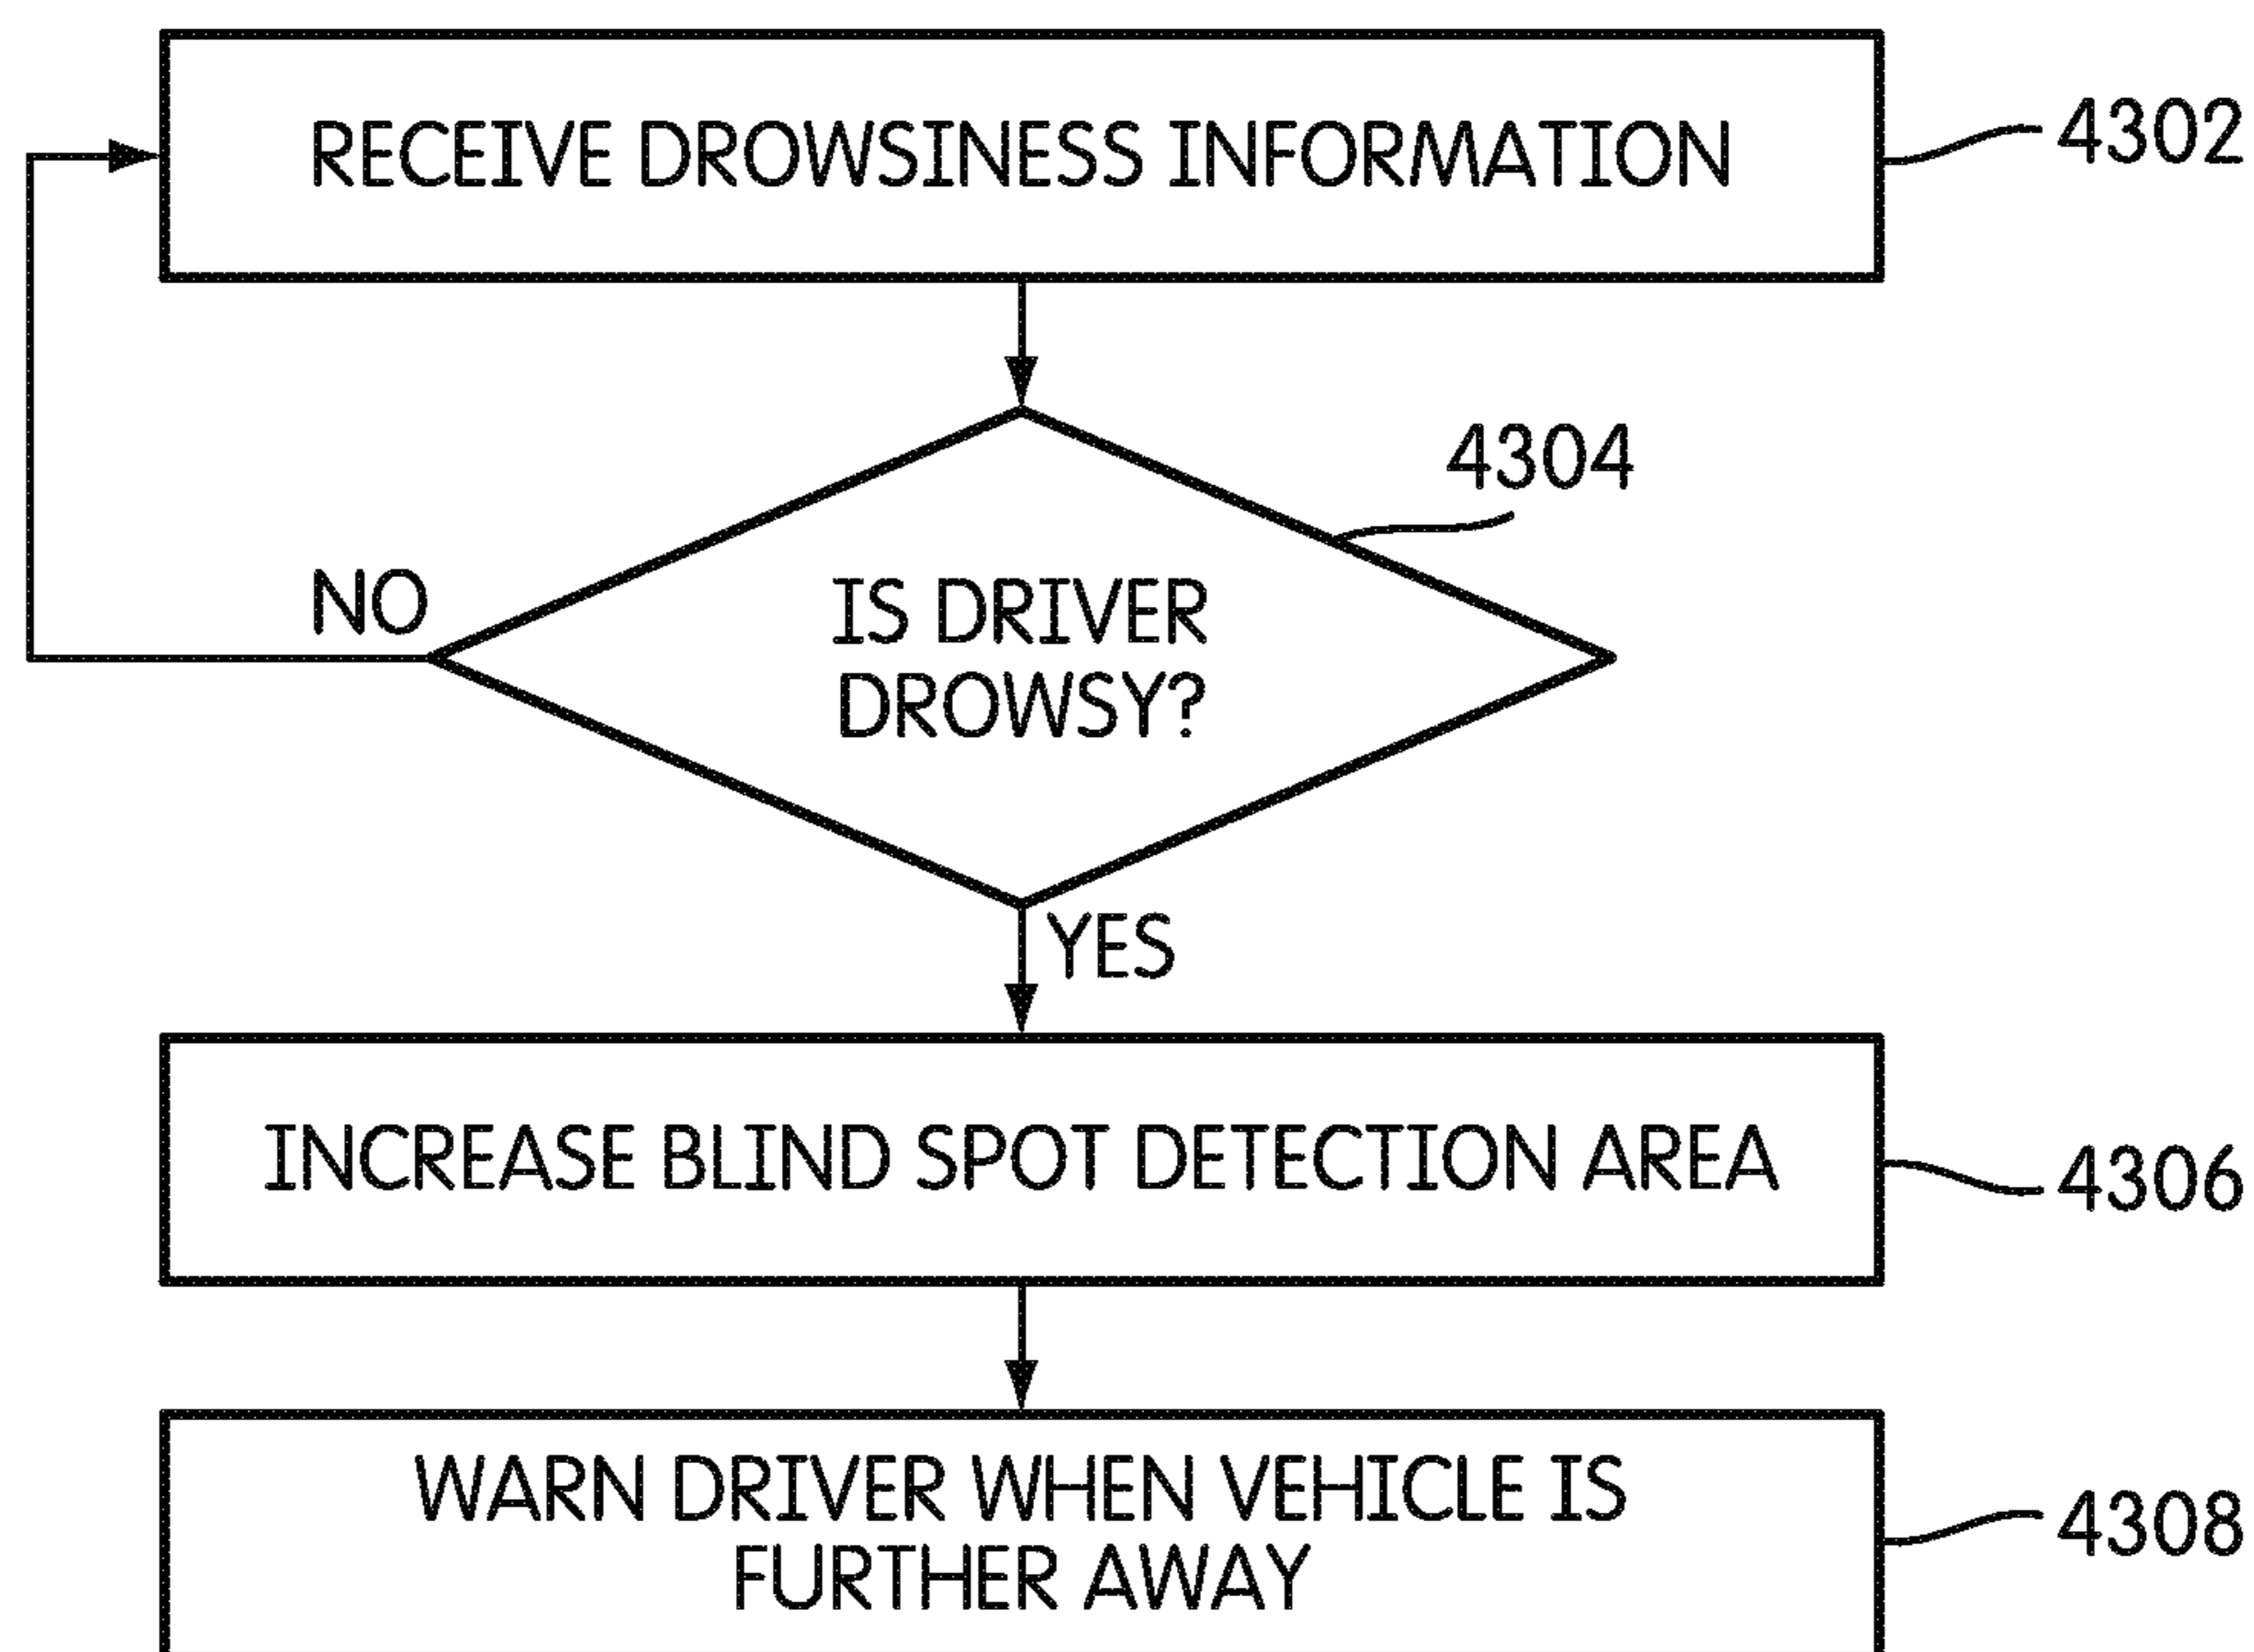 RECEIVE DROWSINESS INFORMATION
4302
4304
NO
IS DRIVER
DROWSY?
YES
INCREASE BLIND SPOT DETECTION AREA
4306
WARN DRIVER WHEN VEHICLE IS
FURTHER AWAY
4308